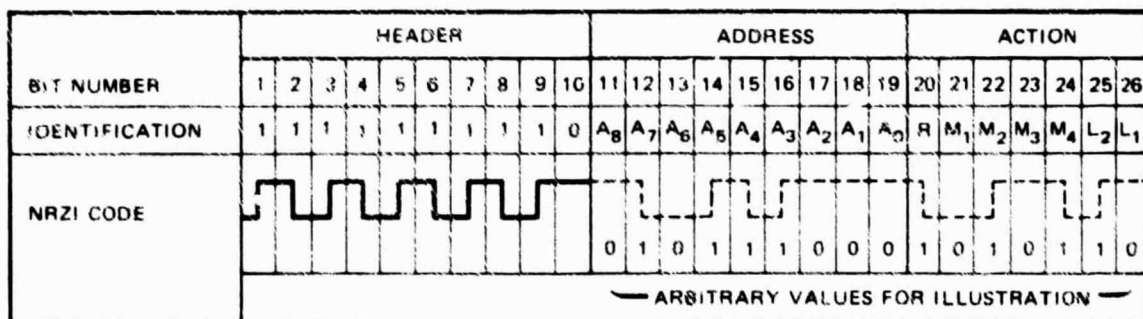 HEADER ADDRESS ACTION
BIT NUMBER 1 2 3 4 5 6 7 8 9 10 11 12 13 14 15 16 17 18 19 20 21 22 23 24 25 26
IDENTIFICATION 1 1 1 1 1 1 1 1 1 0 A8 A7 A6 A5 A4 A3 A2 A1 A0 R M1 M2 M3 M4 L2 L1
NRZI CODE
0 1 0 1 1 1 0 0 0 1 0 1 0 1 1 0
ARBITRARY VALUES FOR ILLUSTRATION